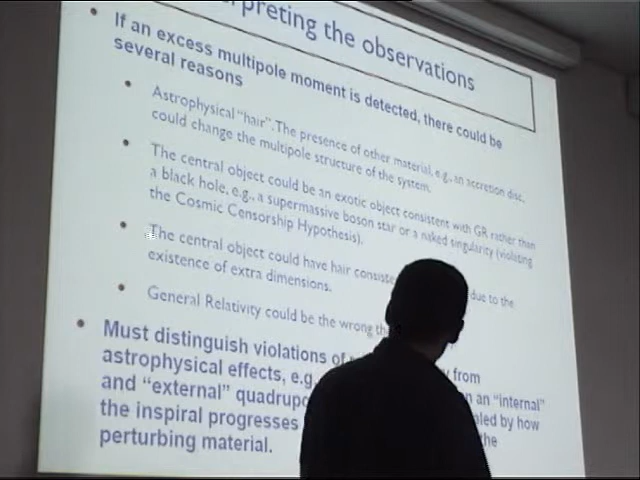 rpreting the observations
If an excess multipole moment is detected, there could be
several reasons
Astrophysical "hair". The presence of other material, e.g., an accretion disc,
could change the multipole structure of the system.
The central object could be an exotic object consistent with GR rather than
a black hole, e.g., a supermassive boson star or a naked singularity (violating
the Cosmic Censorship Hypothesis).
The central object could have hair due to the
existence of extra dimensions.
General Relativity could be the wrong
Must distinguish violations of from
astrophysical effects, e.g. an "internal"
and "external" by how
the inspiral progresses the
perturbing material.